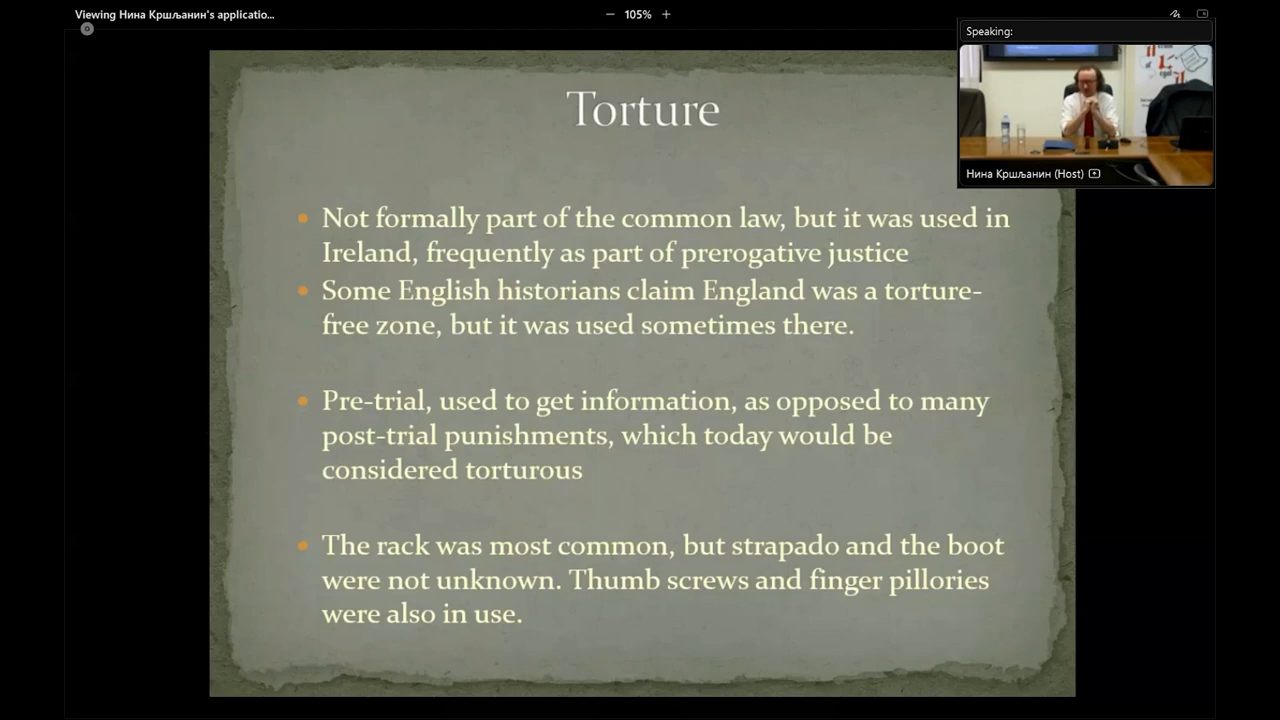 Viewing Нина Кршљанин's applicatio...
105%
Speaking:
Нина Кршљанин (Host)
Torture
Not formally part of the common law, but it was used in
Ireland, frequently as part of prerogative justice
Some English historians claim England was a torture-
free zone, but it was used sometimes there.
Pre-trial, used to get information, as opposed to many
post-trial punishments, which today would be
considered torturous
The rack was most common, but strapado and the boot
were not unknown. Thumb screws and finger pillories
were also in use.